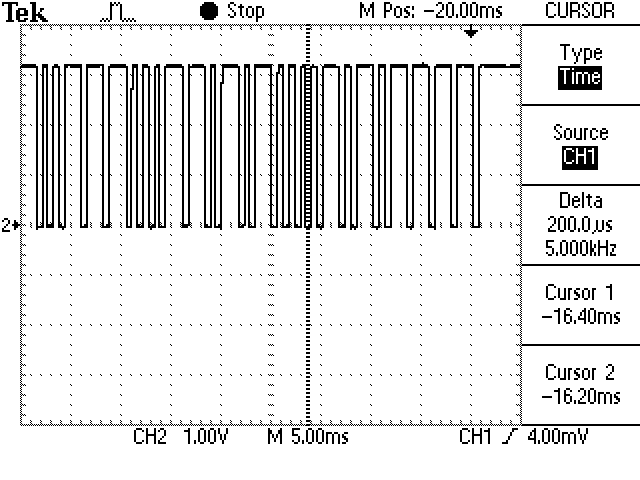 Tek Stop M Pos: -20.00ms CURSOR
Type
Time
Source
CH1
Delta
200.0µs
5.000kHz
Cursor 1
-16.40ms
Cursor 2
-16.20ms
2
CH2 1.00V M 5.00ms CH1 4.00mV